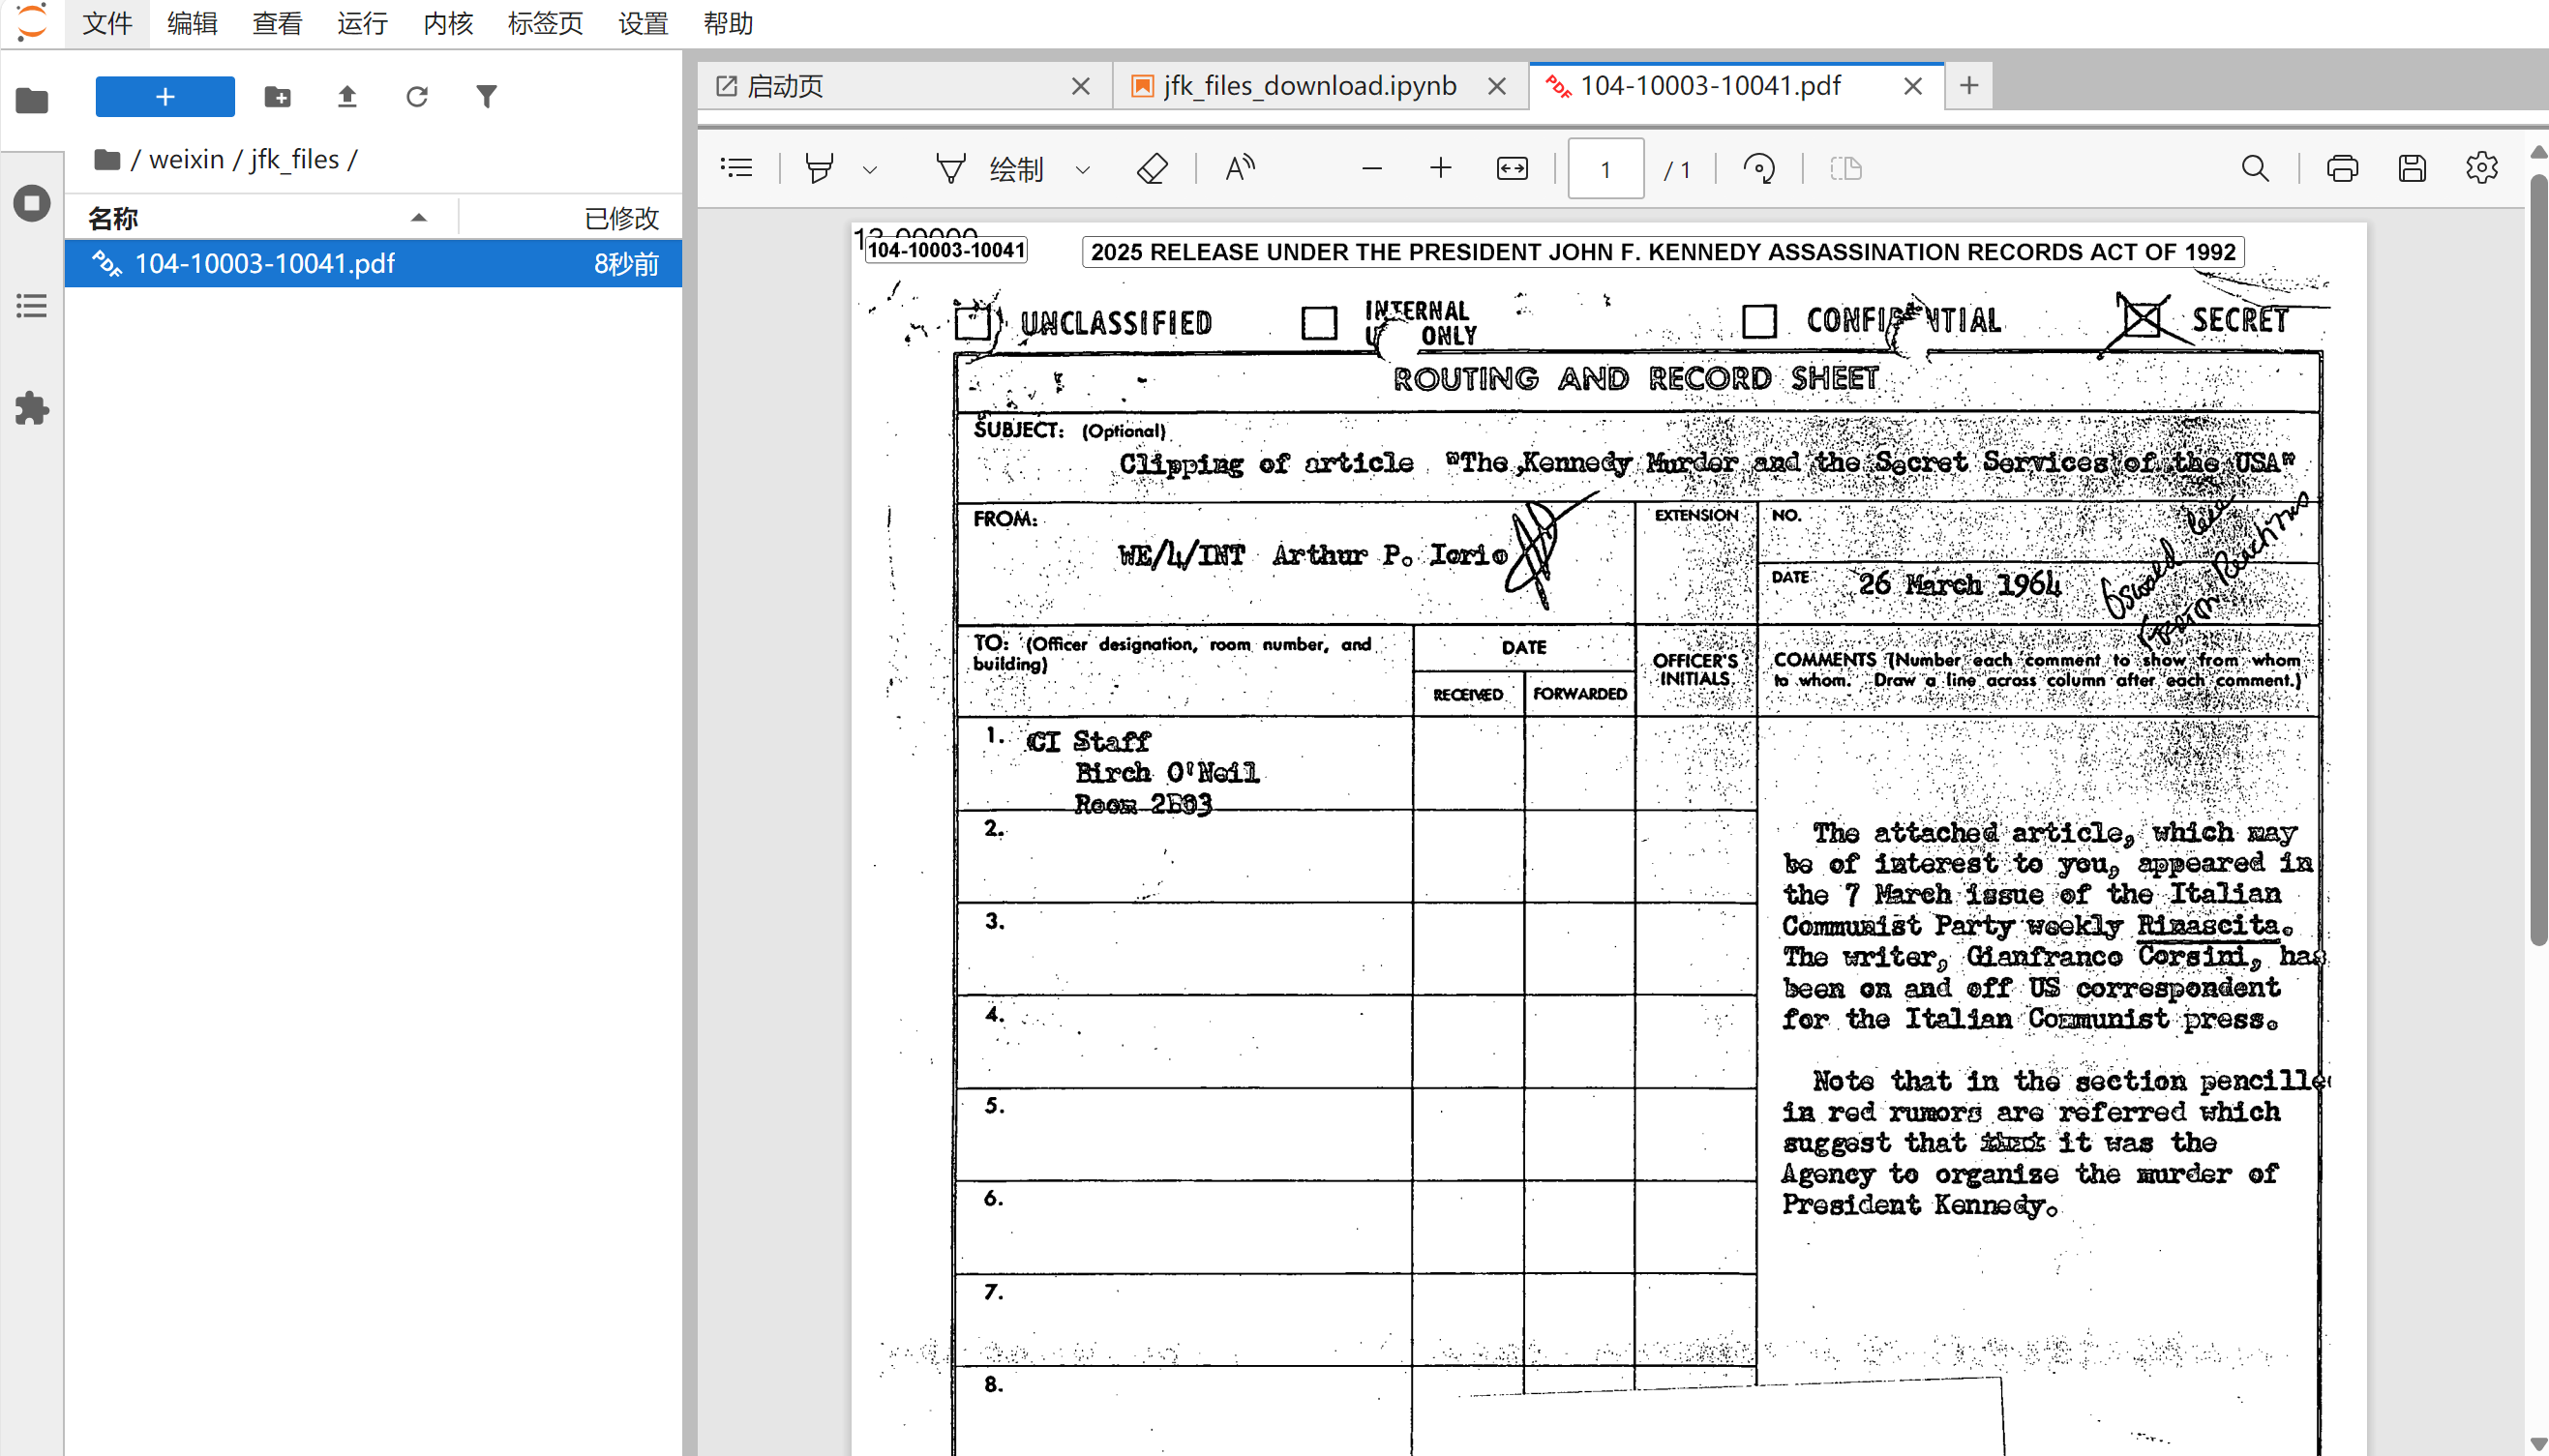 文件 编辑 查看 运行 内核 标签页 设置 帮助
+
/ weixin / jfk_files /
名称 已修改
104-10003-10041.pdf 8秒前
启动页 jfk_files_download.ipynb 104-10003-10041.pdf
绘制 1 / 1
13-00000
104-10003-10041 2025 RELEASE UNDER THE PRESIDENT JOHN F. KENNEDY ASSASSINATION RECORDS ACT OF 1992
UNCLASSIFIED INTERNAL ONLY CONFIDENTIAL SECRET
ROUTING AND RECORD SHEET
SUBJECT: (Optional)
Clipping of article "The Kennedy Murder and the Secret Services of the USA"
FROM: EXTENSION NO.
WE/4/INT Arthur P. Iorio
DATE 26 March 1964
Oswald
from
TO: (Officer designation, room number, and building)
DATE
RECEIVED FORWARDED
OFFICER'S INITIALS
COMMENTS (Number each comment to show from whom
to whom. Draw a line across column after each comment.)
1. CI Staff
Birch O'Neil
Room 2B03
2.
3.
4.
5.
6.
7.
8.
The attached article, which may
be of interest to you, appeared in
the 7 March issue of the Italian
Communist Party weekly Rinascita.
The writer, Gianfranco Corsini, has
been on and off US correspondent
for the Italian Communist press.
Note that in the section pencilled
in red rumors are referred which
suggest that that it was the
Agency to organize the murder of
President Kennedy.